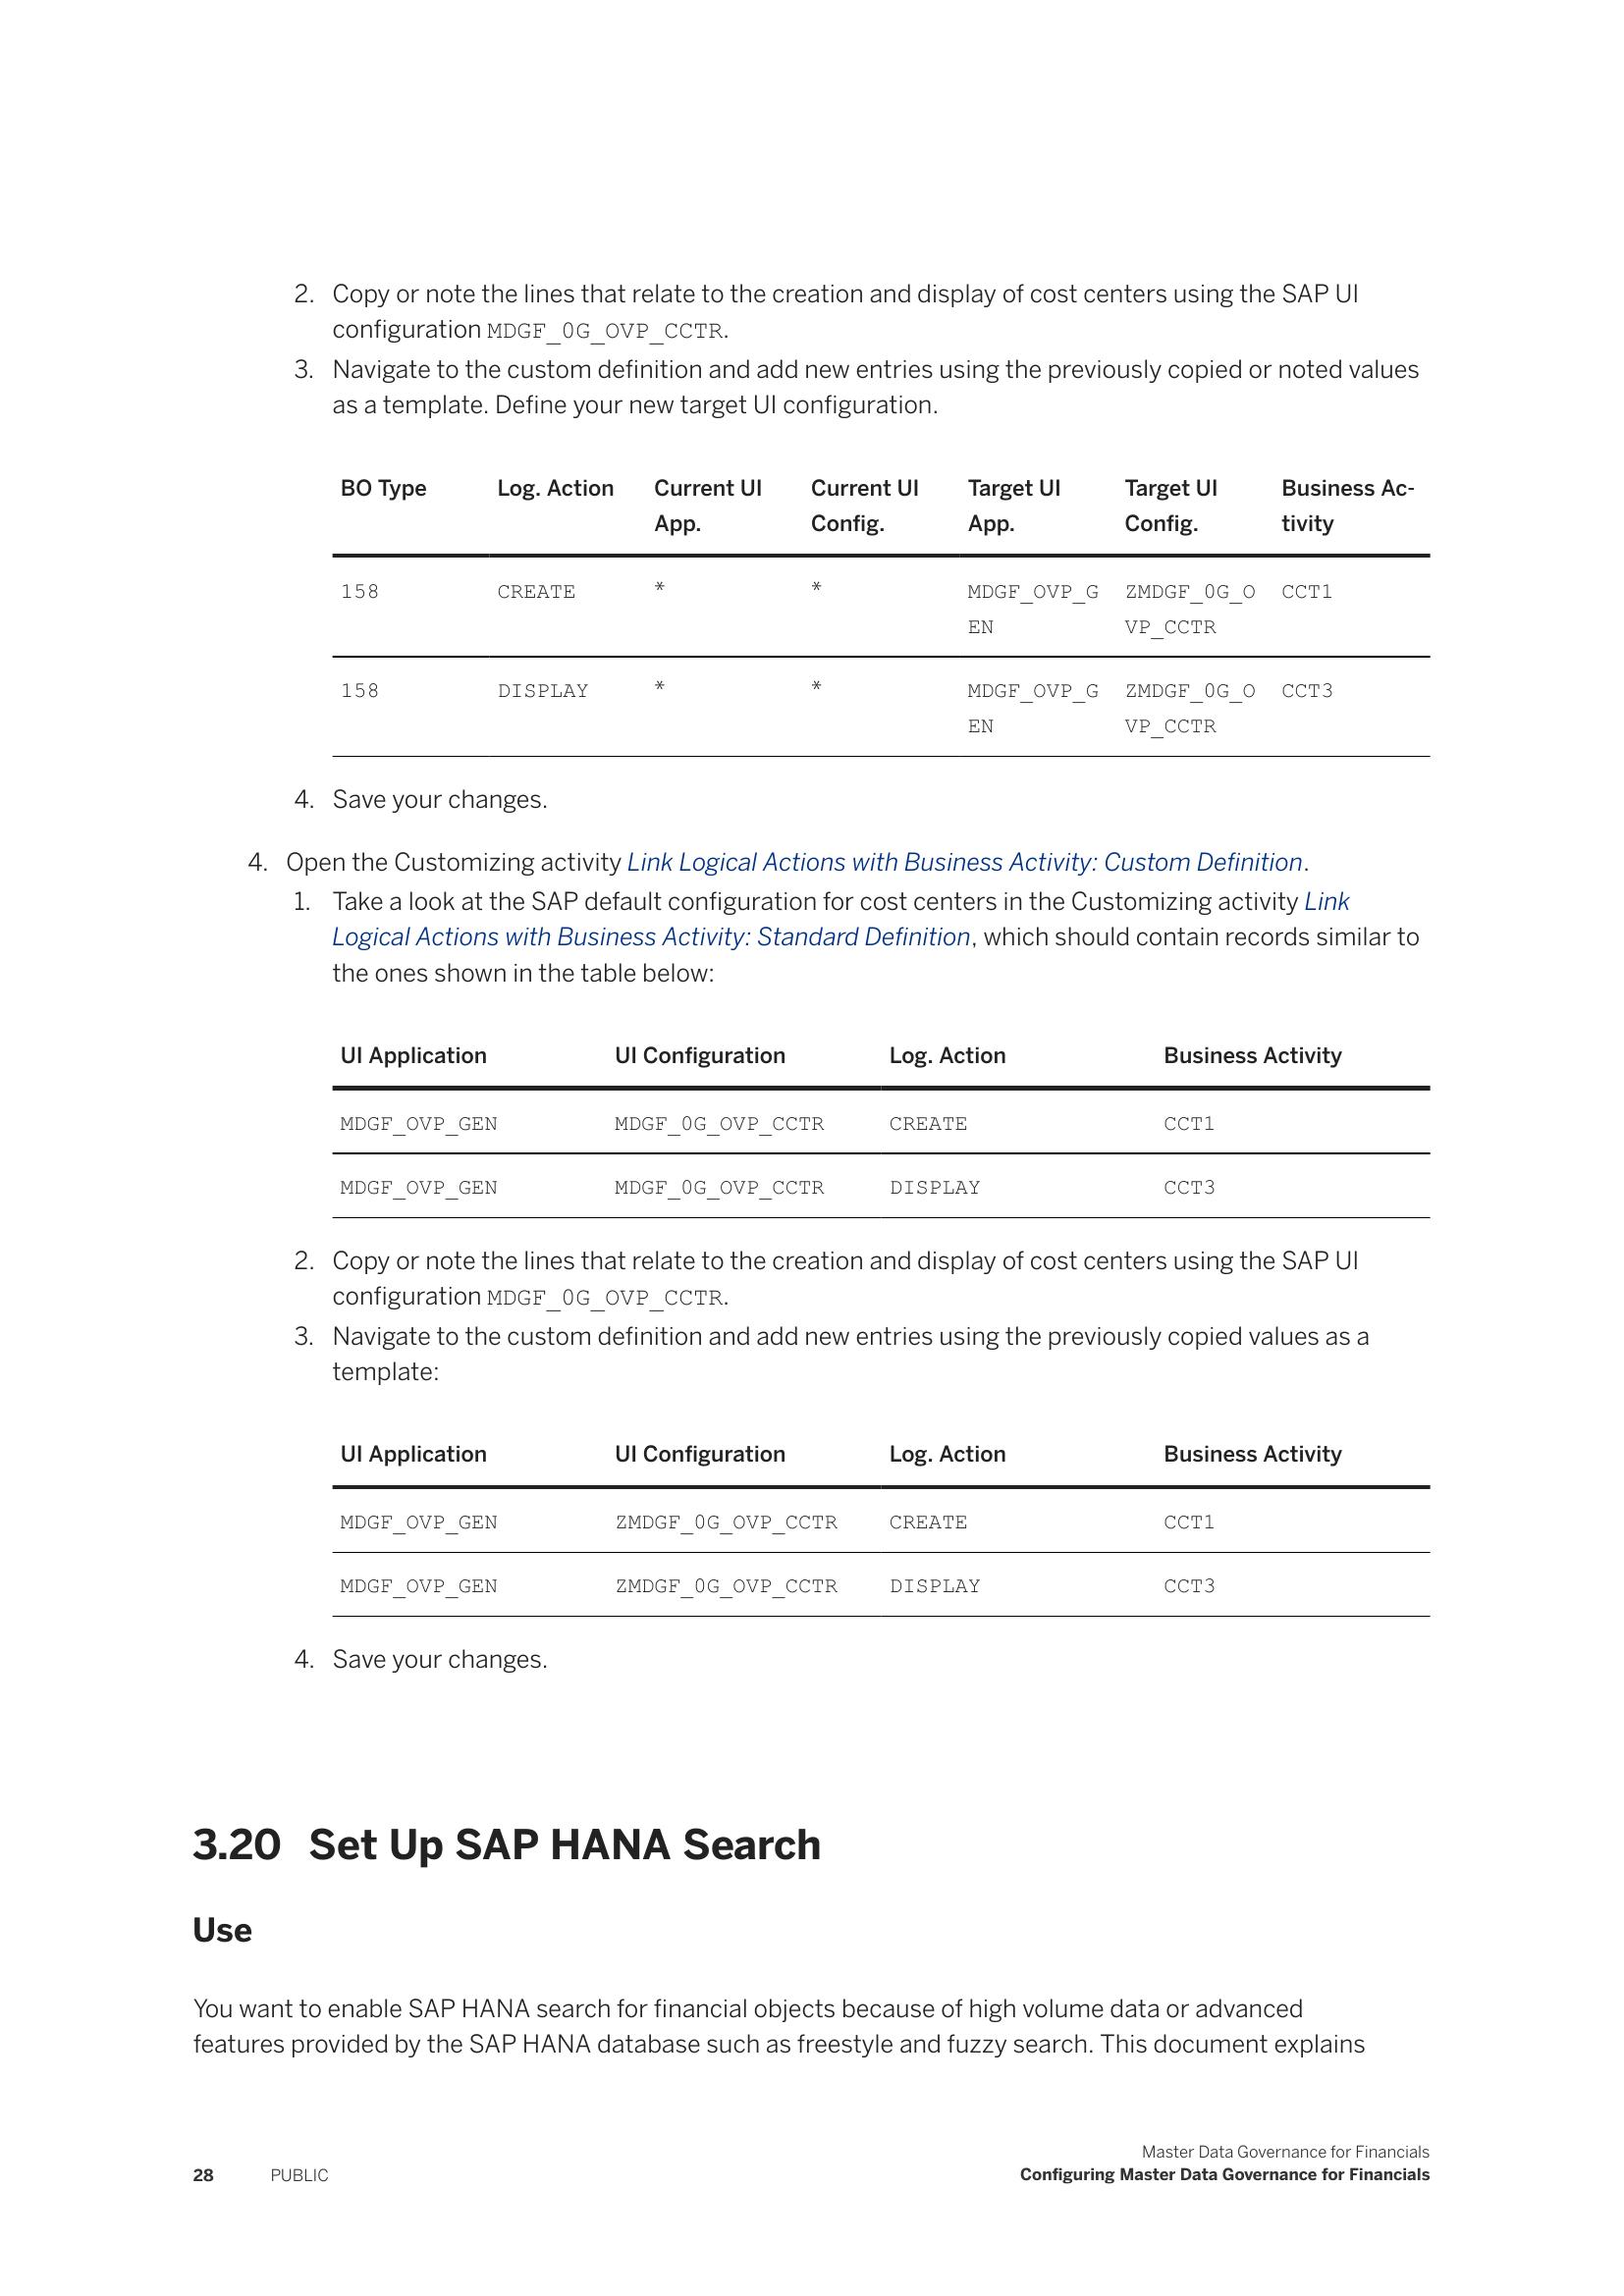 2. Copy or note the lines that relate to the creation and display of cost centers using the SAP UI
configuration MDGF_0G_OVP_CCTR.
3. Navigate to the custom definition and add new entries using the previously copied or noted values
as a template. Define your new target UI configuration.
BO Type Log. Action Current UI App. Current UI Config. Target UI App. Target UI Config. Business Ac-tivity
158 CREATE * * MDGF_OVP_GEN ZMDGF_0G_OVP_CCTR CCT1
158 DISPLAY * * MDGF_OVP_GEN ZMDGF_0G_OVP_CCTR CCT3
4. Save your changes.
4. Open the Customizing activity Link Logical Actions with Business Activity: Custom Definition.
1. Take a look at the SAP default configuration for cost centers in the Customizing activity Link
Logical Actions with Business Activity: Standard Definition, which should contain records similar to
the ones shown in the table below:
UI Application UI Configuration Log. Action Business Activity
MDGF_OVP_GEN MDGF_0G_OVP_CCTR CREATE CCT1
MDGF_OVP_GEN MDGF_0G_OVP_CCTR DISPLAY CCT3
2. Copy or note the lines that relate to the creation and display of cost centers using the SAP UI
configuration MDGF_0G_OVP_CCTR.
3. Navigate to the custom definition and add new entries using the previously copied values as a
template:
UI Application UI Configuration Log. Action Business Activity
MDGF_OVP_GEN ZMDGF_0G_OVP_CCTR CREATE CCT1
MDGF_OVP_GEN ZMDGF_0G_OVP_CCTR DISPLAY CCT3
4. Save your changes.
3.20 Set Up SAP HANA Search
Use
You want to enable SAP HANA search for financial objects because of high volume data or advanced
features provided by the SAP HANA database such as freestyle and fuzzy search. This document explains
Master Data Governance for Financials
28 PUBLIC Configuring Master Data Governance for Financials